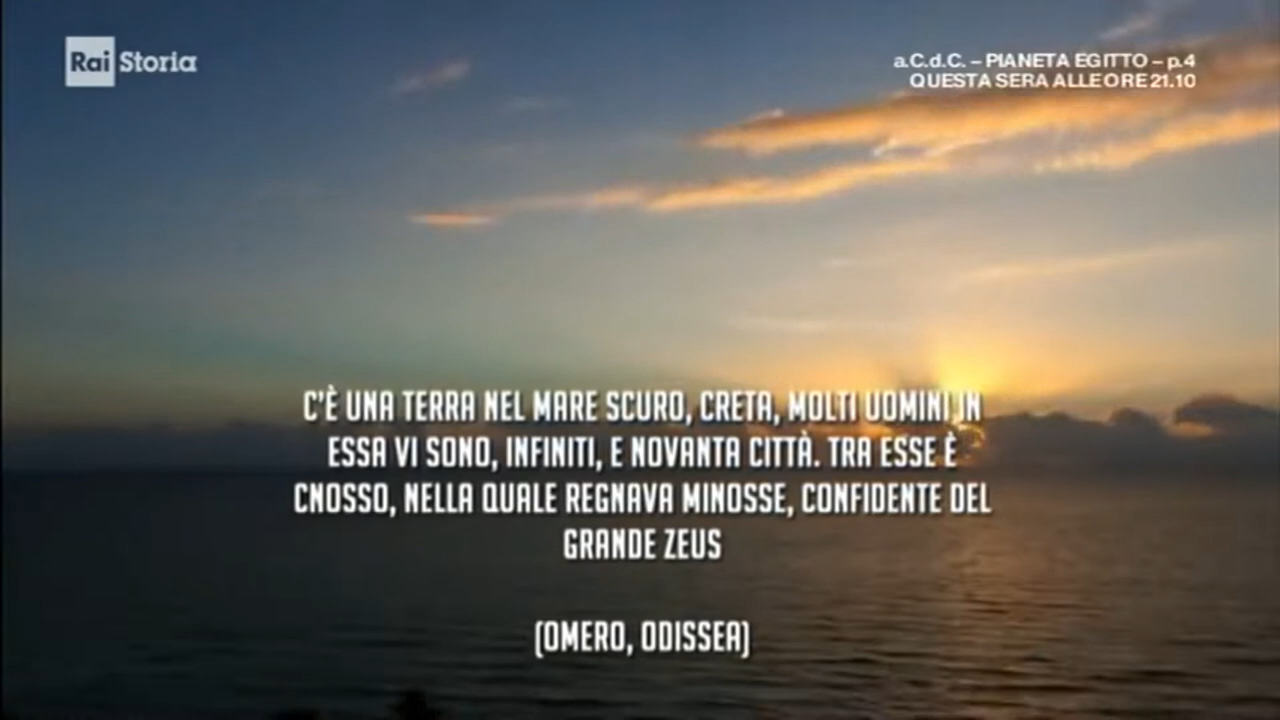 Rai Storia
a.C.d.C. – PIANETA EGITTO – p.4
QUESTA SERA ALLE ORE 21.10
C'È UNA TERRA NEL MARE SCURO, CRETA, MOLTI UOMINI IN
ESSA VI SONO, INFINITI, E NOVANTA CITTÀ. TRA ESSE È
CNOSSO, NELLA QUALE REGNAVA MINOSSE, CONFIDENTE DEL
GRANDE ZEUS
(OMERO, ODISSEA)